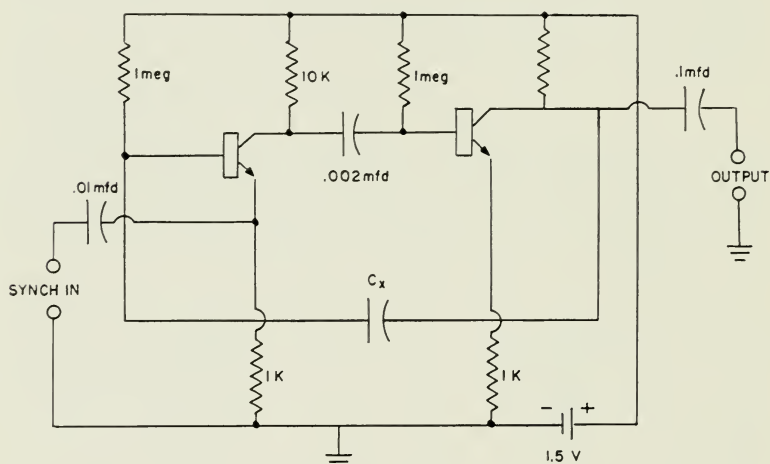 1meg
10K
1meg
.1mfd
.002mfd
.01mfd
OUTPUT
SYNCH IN
Cx
1K
1K
- +
1.5 V